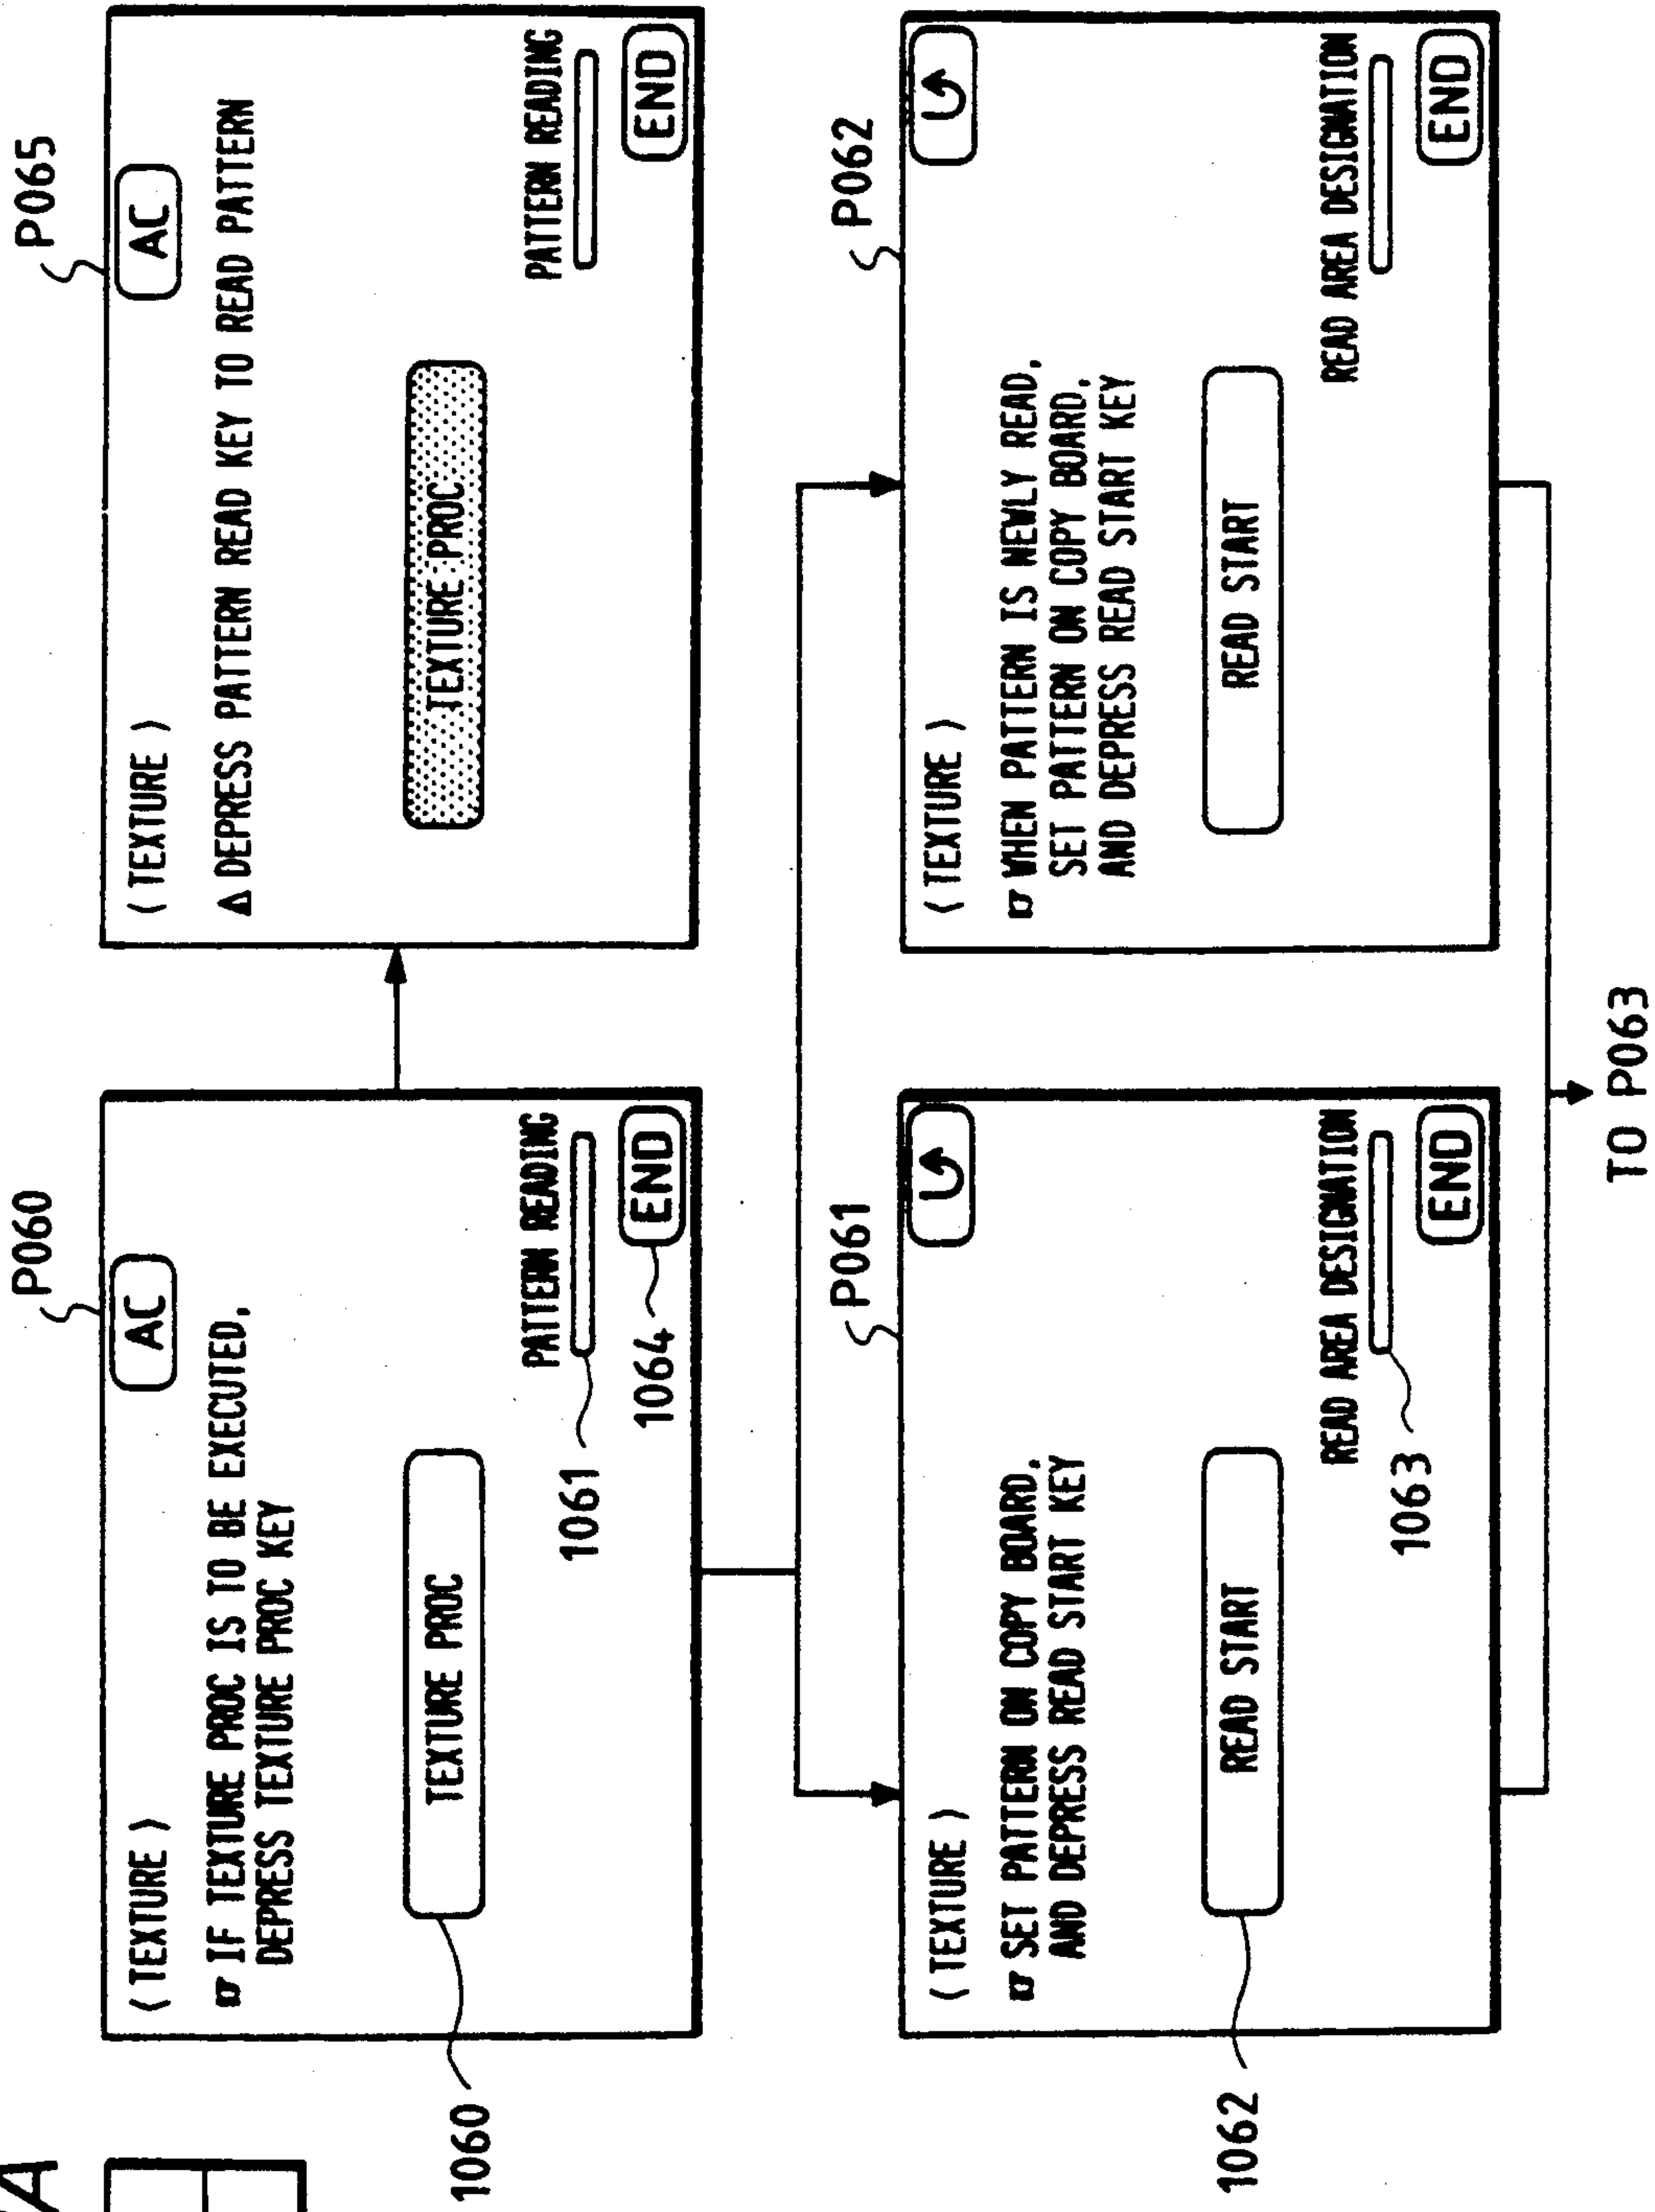 A
P060
⟨ TEXTURE ⟩
AC
☞ IF TEXTURE PROC IS TO BE EXECUTED,
DEPRESS TEXTURE PROC KEY
TEXTURE PROC
1060
PATTERN READING
1061
END
1064
P065
⟨ TEXTURE ⟩
AC
⚠ DEPRESS PATTERN READ KEY TO READ PATTERN
TEXTURE PROC
PATTERN READING
END
P061
⟨ TEXTURE ⟩
☞ SET PATTERN ON COPY BOARD,
AND DEPRESS READ START KEY
READ START
1062
READ AREA DESIGNATION
1063
END
P062
⟨ TEXTURE ⟩
☞ WHEN PATTERN IS NEWLY READ,
SET PATTERN ON COPY BOARD,
AND DEPRESS READ START KEY
READ START
READ AREA DESIGNATION
END
TO P063